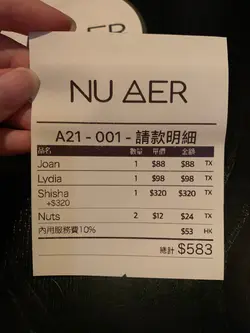 ER
NU AER
A21 - 001 - 請款明細
品名 數量 單價 金額
Joan 1 $88 $88 TX
Lydia 1 $98 $98 TX
Shisha 1 $320 $320 TX
+$320
Nuts 2 $12 $24 TX
內用服務費10% $53 HK
總計 $583